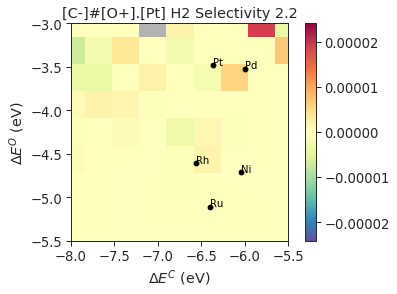 [C-]#[O+].[Pt] H2 Selectivity 2.2
−3.0
−3.5
−4.0
−4.5
−5.0
−5.5
ΔE^O (eV)
Pt
Pd
Rh
Ni
Ru
−8.0 −7.5 −7.0 −6.5 −6.0 −5.5
ΔE^C (eV)
0.00002
0.00001
0.00000
−0.00001
−0.00002